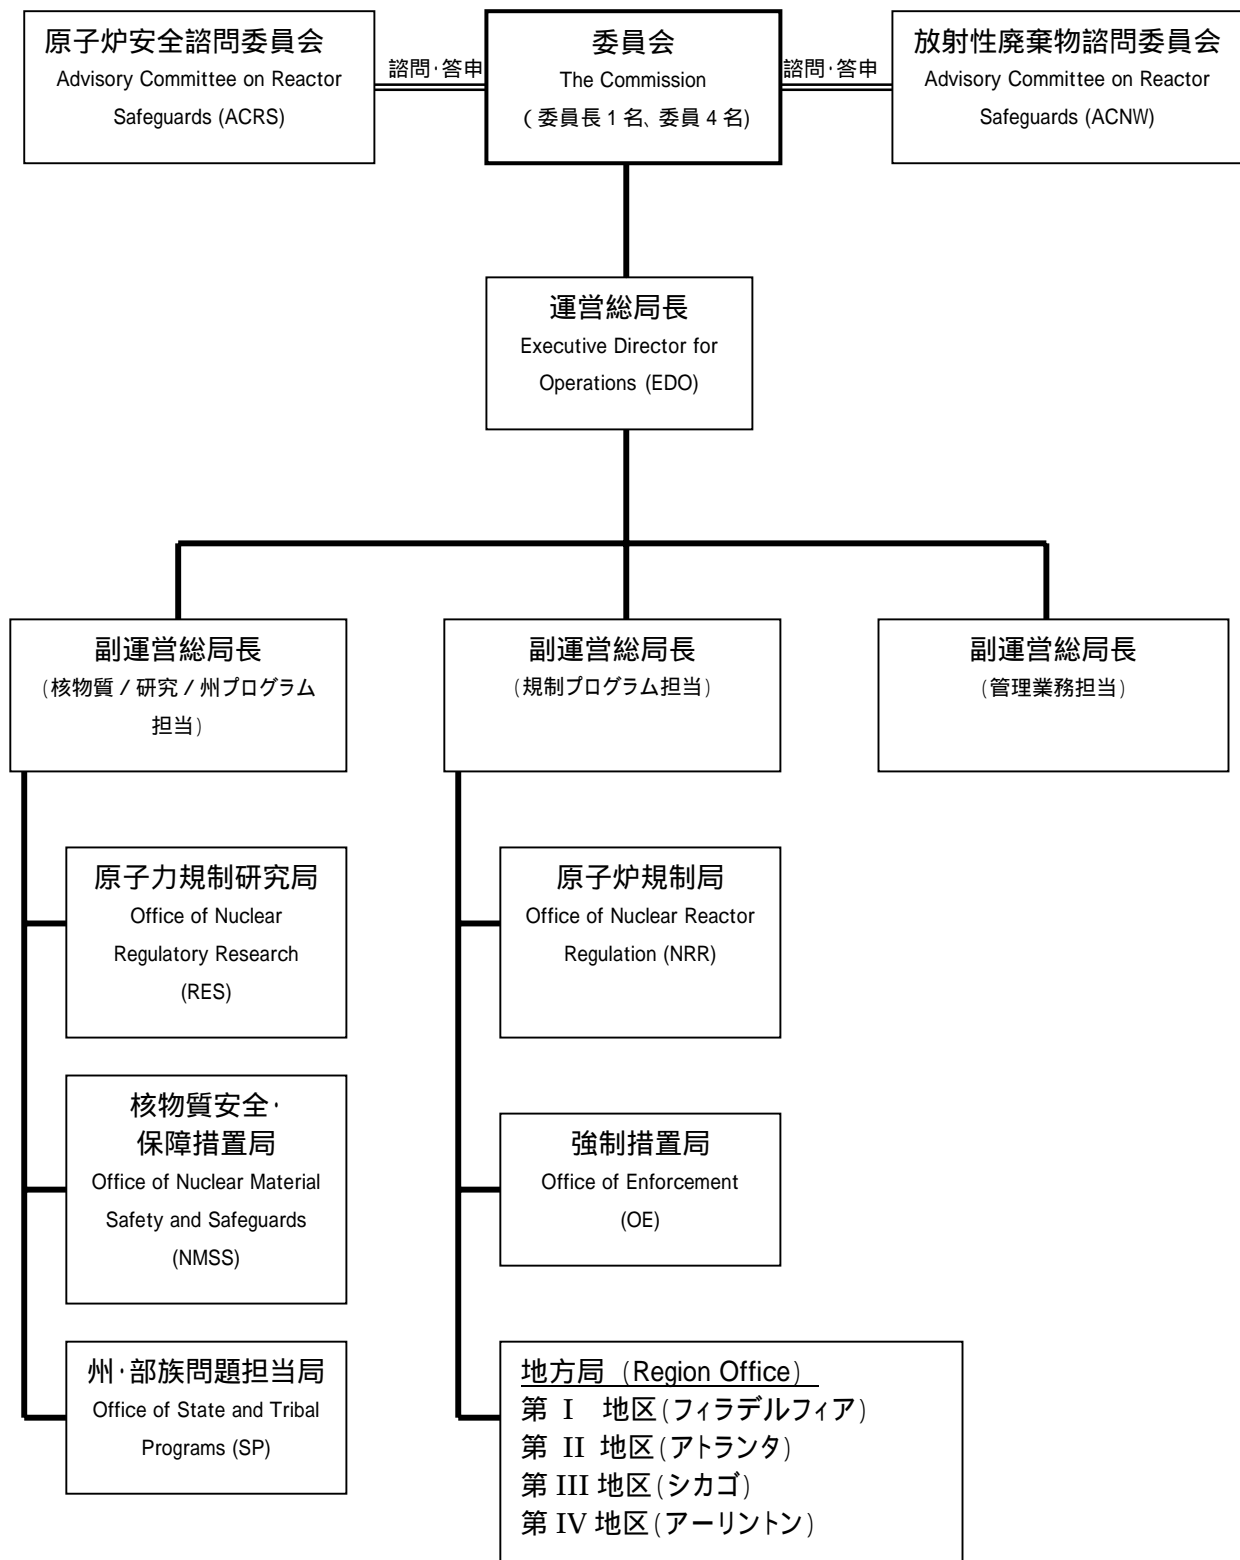 原子炉安全諮問委員会
Advisory Committee on Reactor
Safeguards (ACRS)
諮問・答申
委員会
The Commission
(委員長1名、委員4名)
諮問・答申
放射性廃棄物諮問委員会
Advisory Committee on Reactor
Safeguards (ACNW)
運営総局長
Executive Director for
Operations (EDO)
副運営総局長
(核物質/研究/州プログラム
担当)
副運営総局長
(規制プログラム担当)
副運営総局長
(管理業務担当)
原子力規制研究局
Office of Nuclear
Regulatory Research
(RES)
核物質安全・
保障措置局
Office of Nuclear Material
Safety and Safeguards
(NMSS)
州・部族問題担当局
Office of State and Tribal
Programs (SP)
原子炉規制局
Office of Nuclear Reactor
Regulation (NRR)
強制措置局
Office of Enforcement
(OE)
地方局 (Region Office)
第 I 地区(フィラデルフィア)
第 II 地区(アトランタ)
第 III 地区(シカゴ)
第 IV 地区(アーリントン)